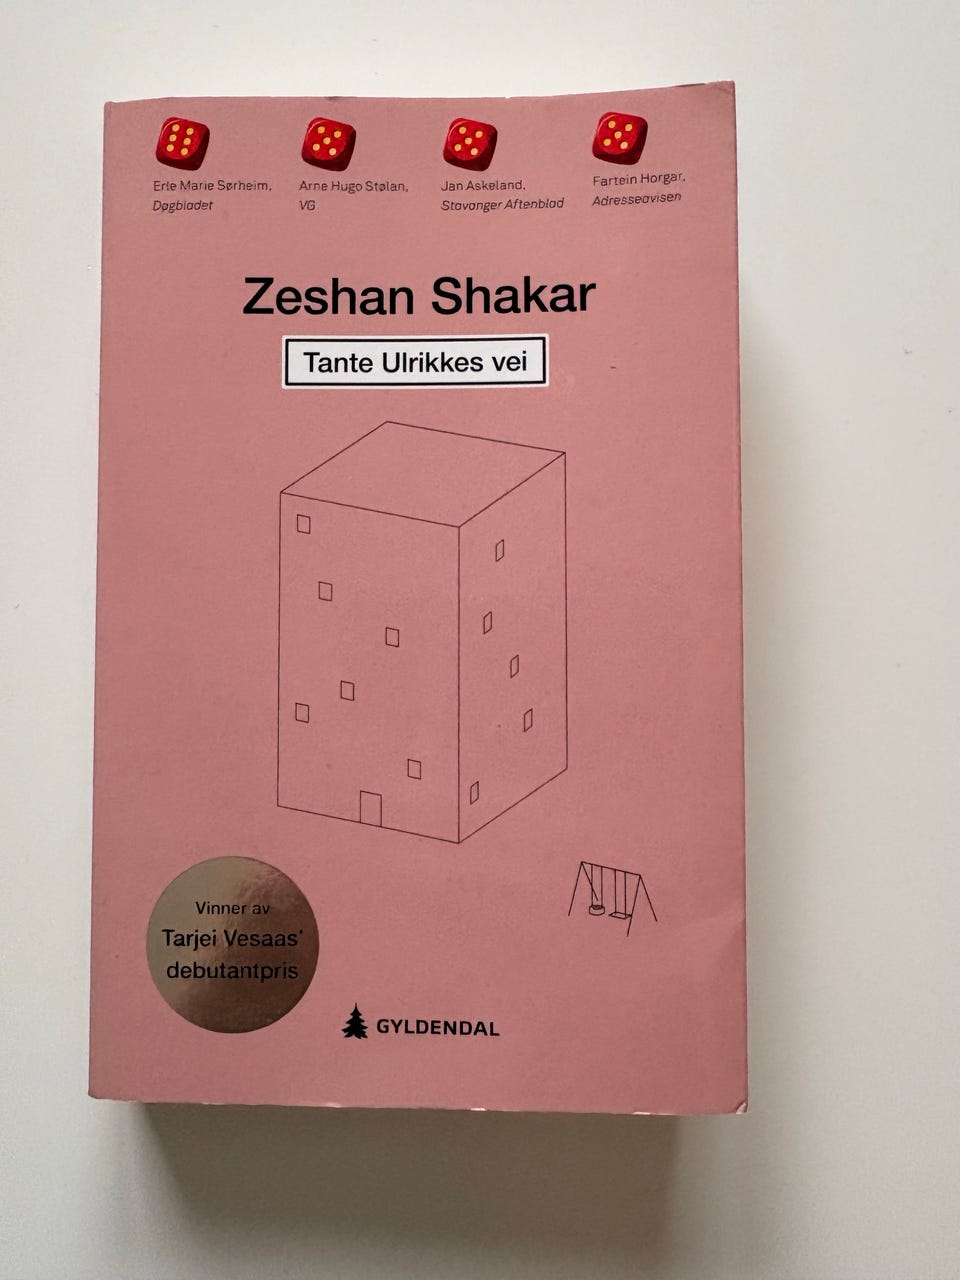 Erle Marie Sørheim,
Dagbladet
Arne Hugo Stølan,
VG
Jan Askeland,
Stavanger Aftenblad
Fartein Horgar,
Adresseavisen
Zeshan Shakar
Tante Ulrikkes vei
Vinner av
Tarjei Vesaas'
debutantpris
GYLDENDAL